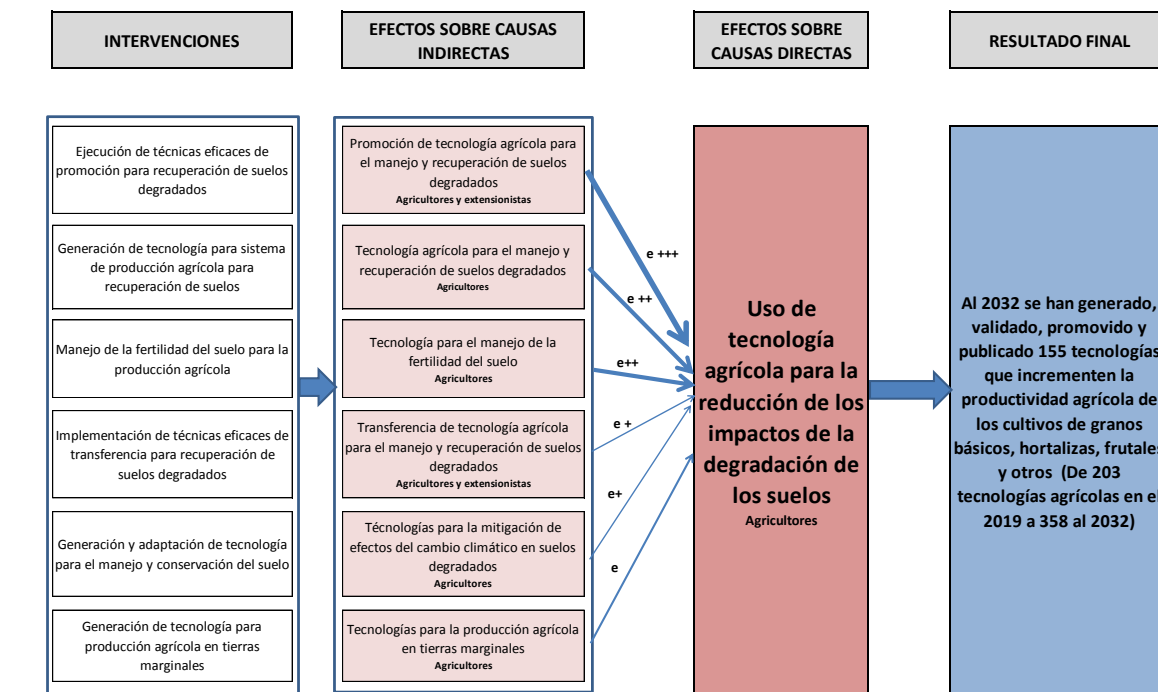 INTERVENCIONES
EFECTOS SOBRE CAUSAS
INDIRECTAS
EFECTOS SOBRE
CAUSAS DIRECTAS
RESULTADO FINAL
Ejecución de técnicas eficaces de
promoción para recuperación de suelos
degradados
Generación de tecnología para sistema
de producción agrícola para
recuperación de suelos
Manejo de la fertilidad del suelo para la
producción agrícola
Implementación de técnicas eficaces de
transferencia para recuperación de
suelos degradados
Generación y adaptación de tecnología
para el manejo y conservación del suelo
Generación de tecnología para
producción agrícola en tierras
marginales
Promoción de tecnología agrícola para
el manejo y recuperación de suelos
degradados
Agricultores y extensionistas
Tecnología agrícola para el manejo y
recuperación de suelos degradados
Agricultores
Tecnología para el manejo de la
fertilidad del suelo
Agricultores
Transferencia de tecnología agrícola
para el manejo y recuperación de suelos
degradados
Agricultores y extensionistas
Técnologías para la mitigación de
efectos del cambio climático en suelos
degradados
Agricultores
Tecnologías para la producción agrícola
en tierras marginales
Agricultores
e +++
e ++
e++
e +
e+
e
Uso de
tecnología
agrícola para la
reducción de los
impactos de la
degradación de
los suelos
Agricultores
Al 2032 se han generado,
validado, promovido y
publicado 155 tecnologías
que incrementen la
productividad agrícola de
los cultivos de granos
básicos, hortalizas, frutales
y otros (De 203
tecnologías agrícolas en el
2019 a 358 al 2032)